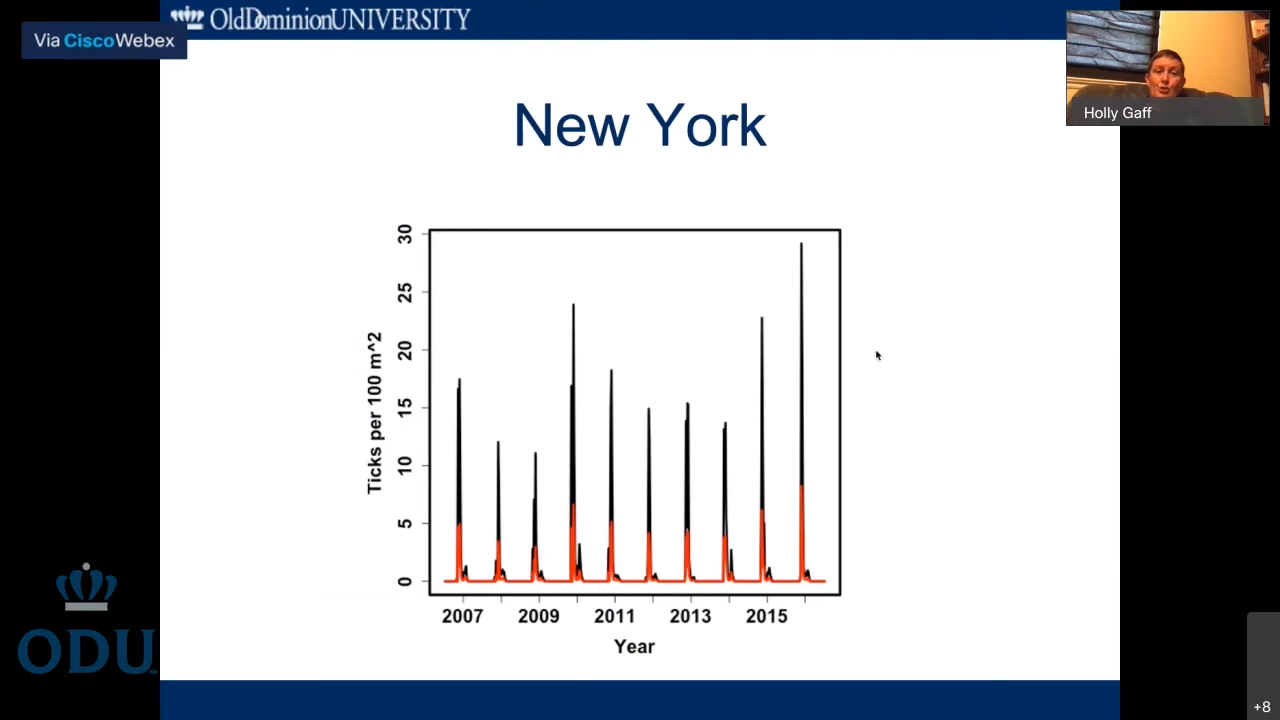 OldDominionUNIVERSITY
Via CiscoWebex
Holly Gaff
New York
30
25
20
15
10
5
0
Ticks per 100 m^2
2007 2009 2011 2013 2015
Year
ODU
+8